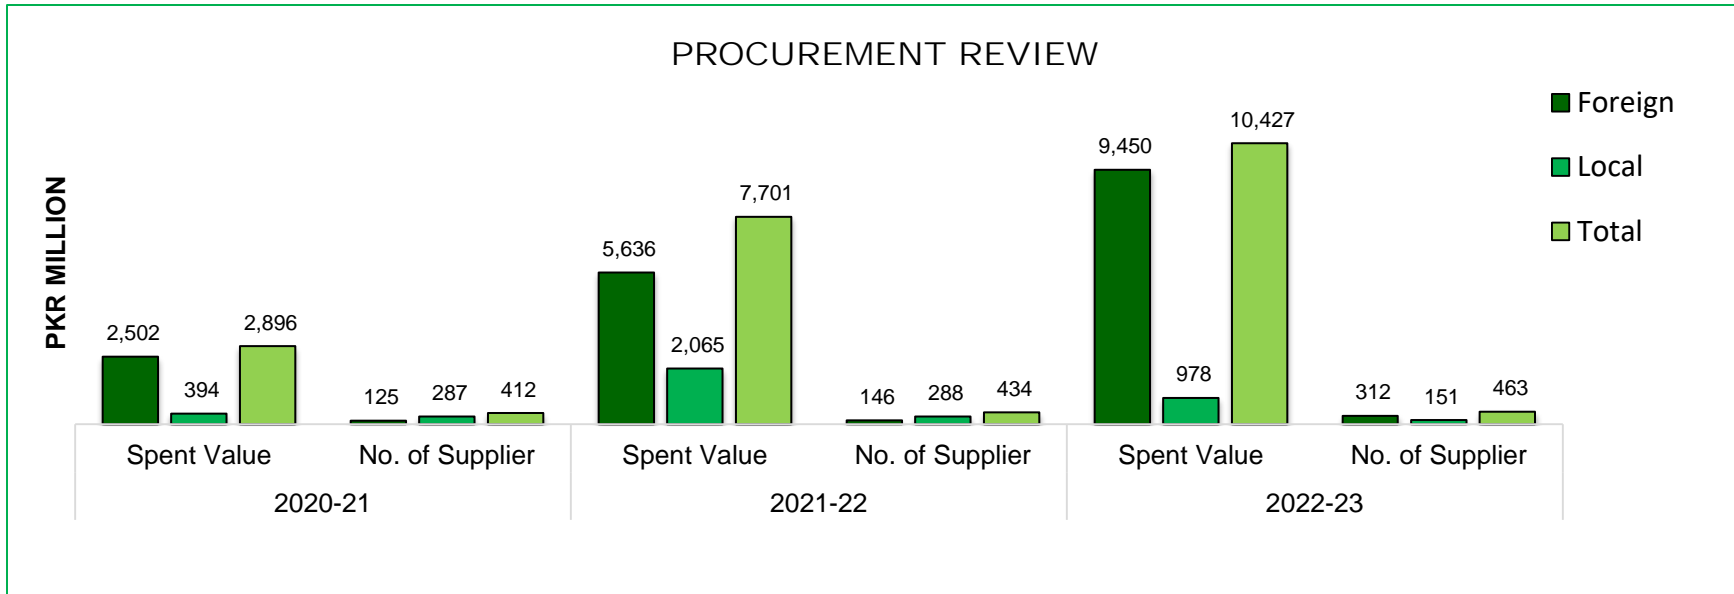 PROCUREMENT REVIEW
Foreign
Local
Total
PKR MILLION
2,502
394
2,896
125
287
412
5,636
2,065
7,701
146
288
434
9,450
978
10,427
312
151
463
Spent Value
No. of Supplier
Spent Value
No. of Supplier
Spent Value
No. of Supplier
2020-21
2021-22
2022-23